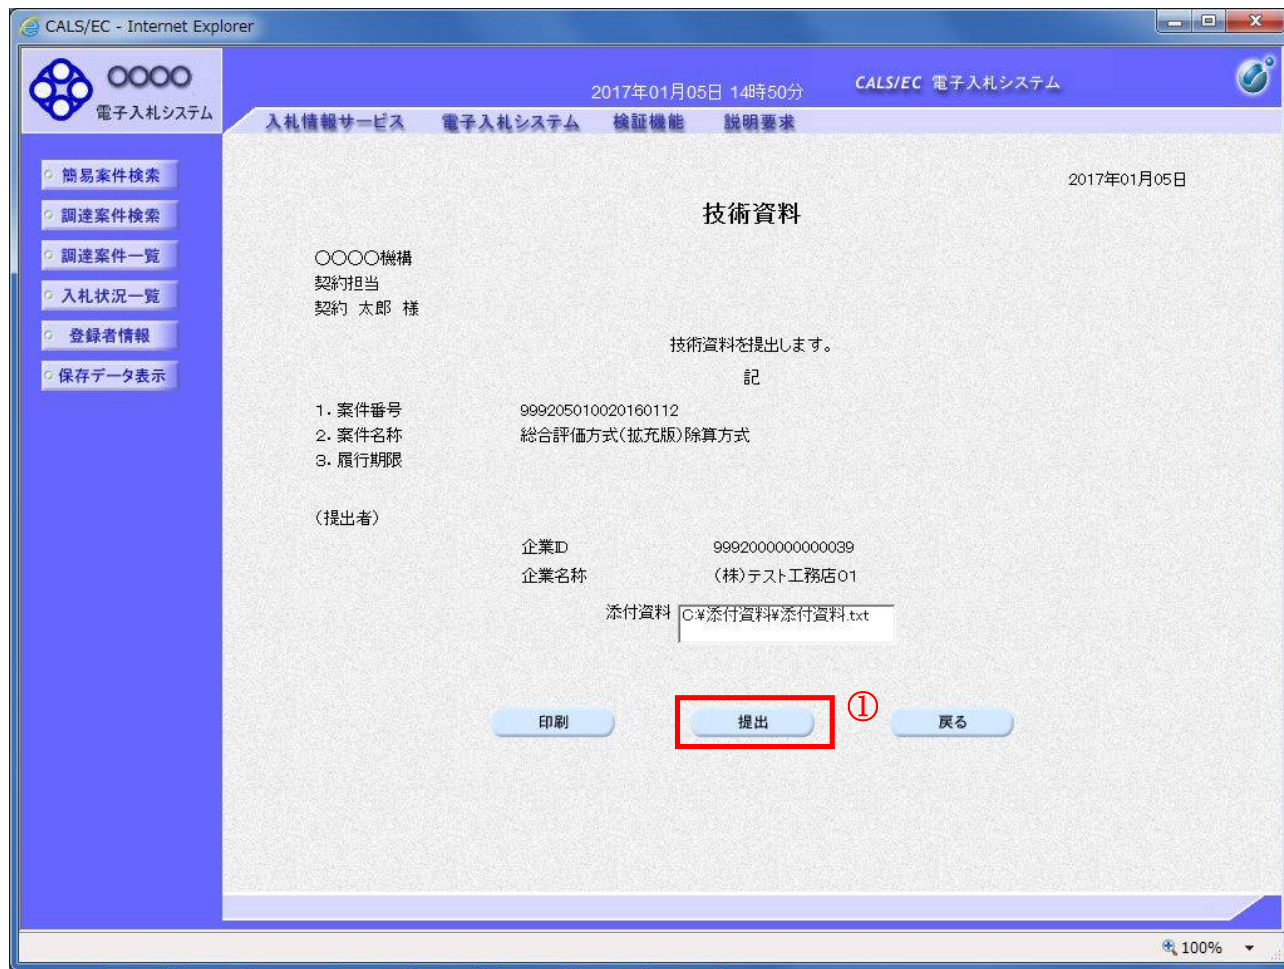 CALS/EC - Internet Explorer
○○○○
電子入札システム
2017年01月05日 14時50分
CALS/EC 電子入札システム
入札情報サービス 電子入札システム 検証機能 説明要求
簡易案件検索
調達案件検索
調達案件一覧
入札状況一覧
登録者情報
保存データ表示
2017年01月05日
技術資料
○○○○機構
契約担当
契約 太郎 様
技術資料を提出します。
記
1.案件番号 999205010020160112
2.案件名称 総合評価方式(拡充版)除算方式
3.履行期限
(提出者)
企業ID 9992000000000039
企業名称 (株)テスト工務店01
添付資料 C:¥添付資料¥添付資料.txt
印刷 提出 ① 戻る
100%